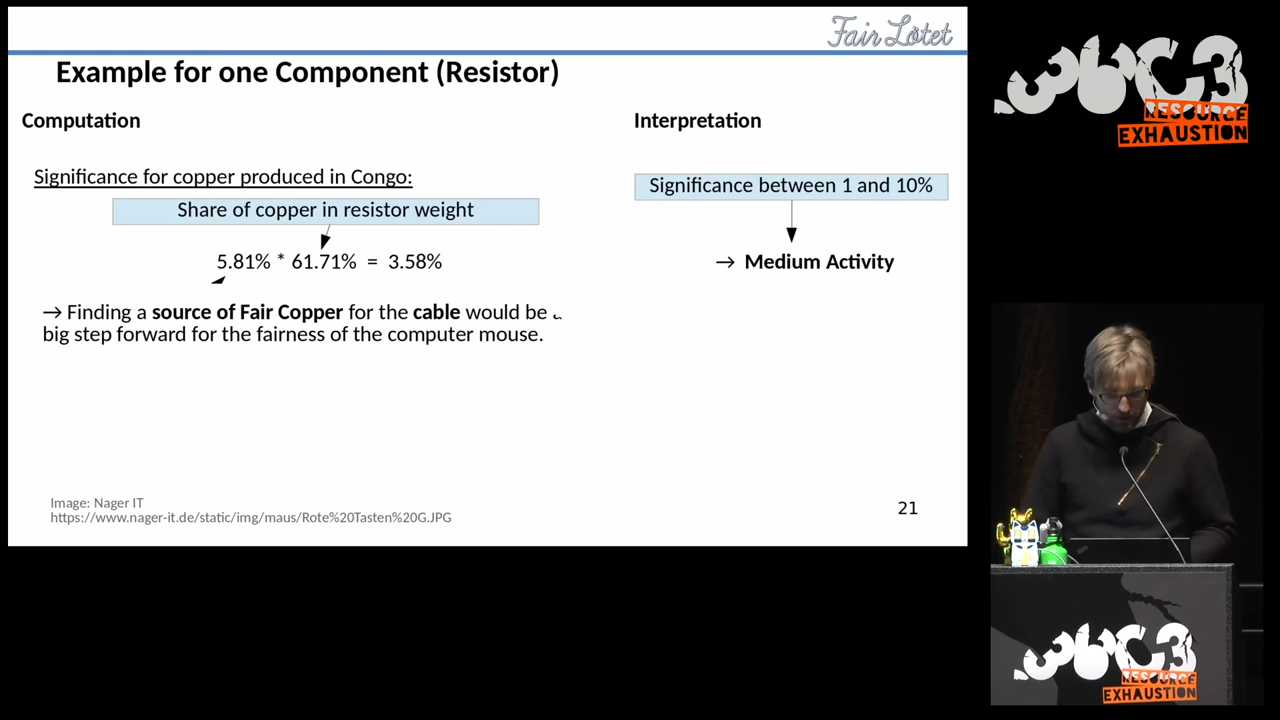 Fair Lötet
Example for one Component (Resistor)
Computation
Interpretation
Significance for copper produced in Congo:
Significance between 1 and 10%
Share of copper in resistor weight
5.81% * 61.71% = 3.58%
→ Medium Activity
→ Finding a source of Fair Copper for the cable would be
big step forward for the fairness of the computer mouse.
Image: Nager IT
https://www.nager-it.de/static/img/maus/Rote%20Tasten%20G.JPG
21
36C3
RESOURCE
EXHAUSTION
36C3
RESOURCE
EXHAUSTION